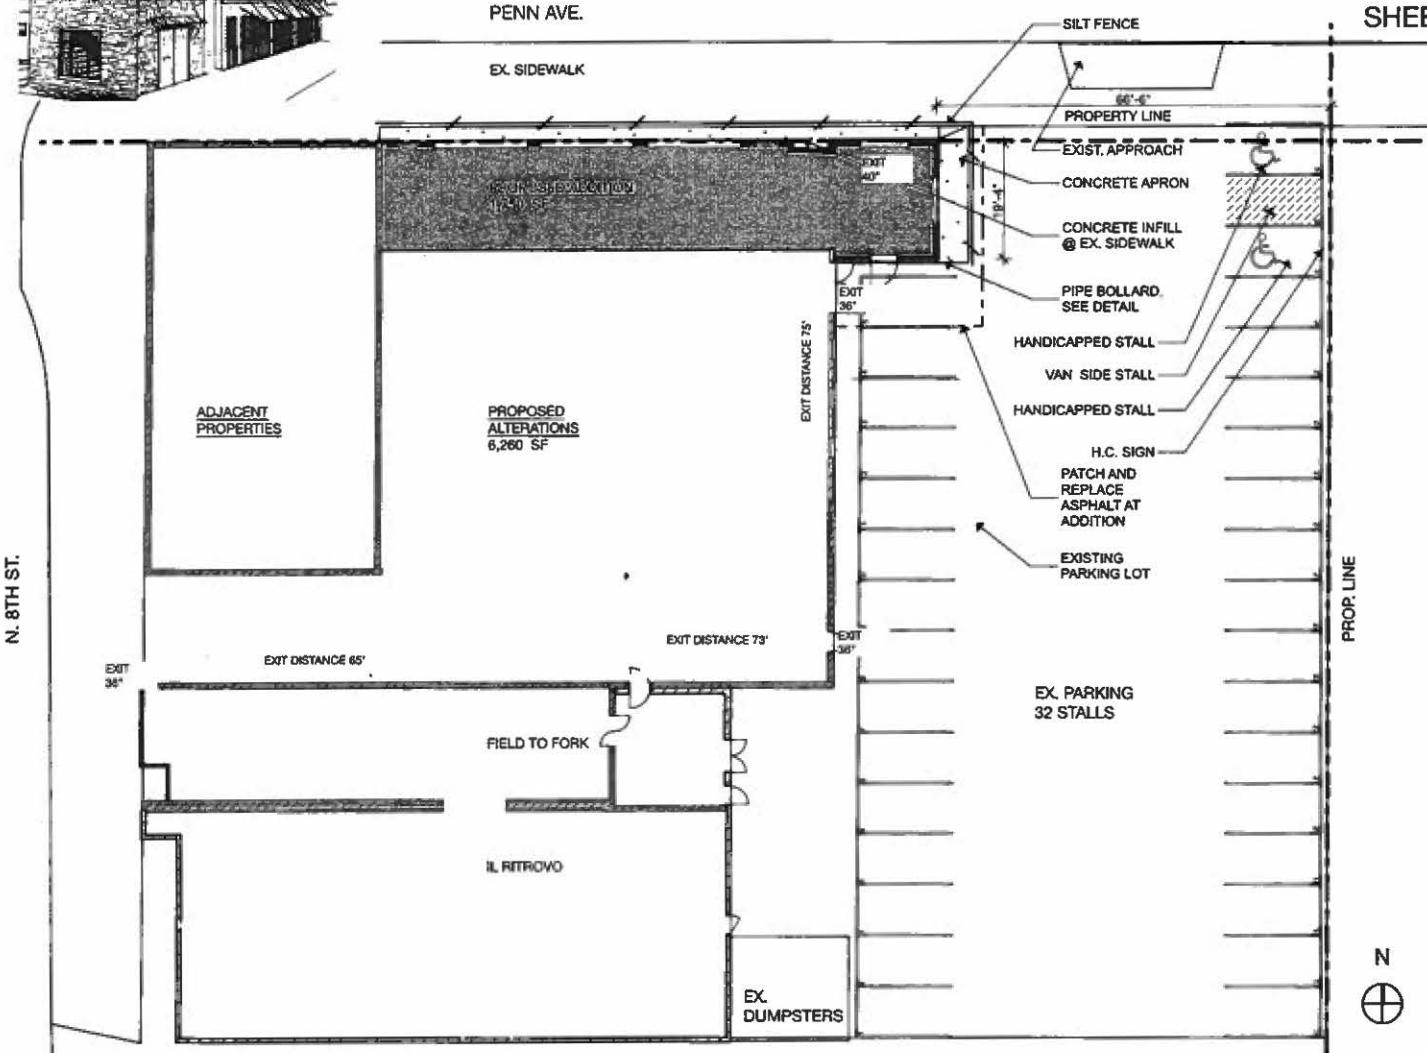 PENN AVE.
SHEE
SILT FENCE
EX. SIDEWALK
66'-6"
PROPERTY LINE
EXIST. APPROACH
EXIT
40"
CONCRETE APRON
19'-4"
CONCRETE INFILL
@ EX. SIDEWALK
ADDITION
SF
PIPE BOLLARD.
SEE DETAIL
EXIT
36"
HANDICAPPED STALL
VAN SIDE STALL
HANDICAPPED STALL
H.C. SIGN
EXIT DISTANCE 75'
ADJACENT
PROPERTIES
PROPOSED
ALTERATIONS
6,260 SF
PATCH AND
REPLACE
ASPHALT AT
ADDITION
EXISTING
PARKING LOT
N. 8TH ST.
PROP. LINE
EXIT DISTANCE 73'
EXIT
36"
EXIT DISTANCE 65'
EXIT
36"
EX. PARKING
32 STALLS
FIELD TO FORK
IL RITROVO
N
EX.
DUMPSTERS